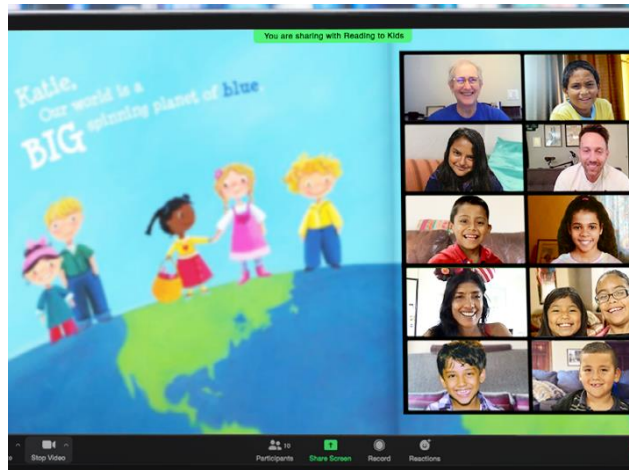 You are sharing with Reading to Kids
Katie,
Our world is a
BIG spinning planet of blue
Stop Video
10
Participants
Share Screen
Record
Reactions